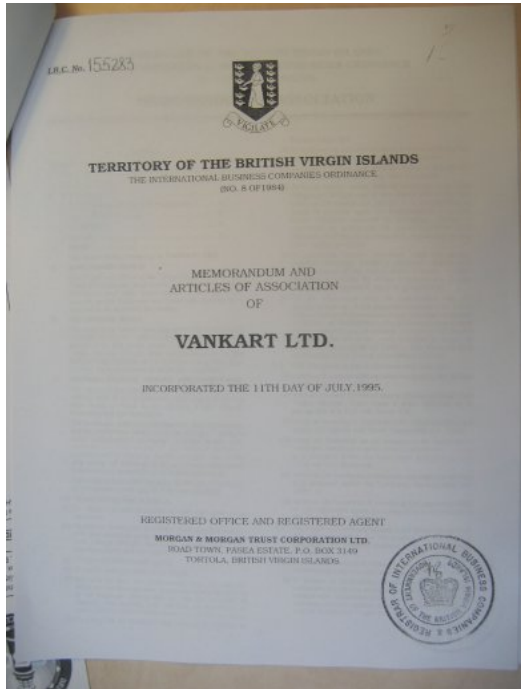 I.B.C. No. 155283
VIGILATE
TERRITORY OF THE BRITISH VIRGIN ISLANDS
THE INTERNATIONAL BUSINESS COMPANIES ORDINANCE
(NO. 8 OF 1984)
MEMORANDUM AND
ARTICLES OF ASSOCIATION
OF
VANKART LTD.
INCORPORATED THE 11TH DAY OF JULY, 1995.
REGISTERED OFFICE AND REGISTERED AGENT
MORGAN & MORGAN TRUST CORPORATION LTD.
ROAD TOWN, PASEA ESTATE, P.O. BOX 3149
TORTOLA, BRITISH VIRGIN ISLANDS
REGISTRAR OF INTERNATIONAL BUSINESS COMPANIES &